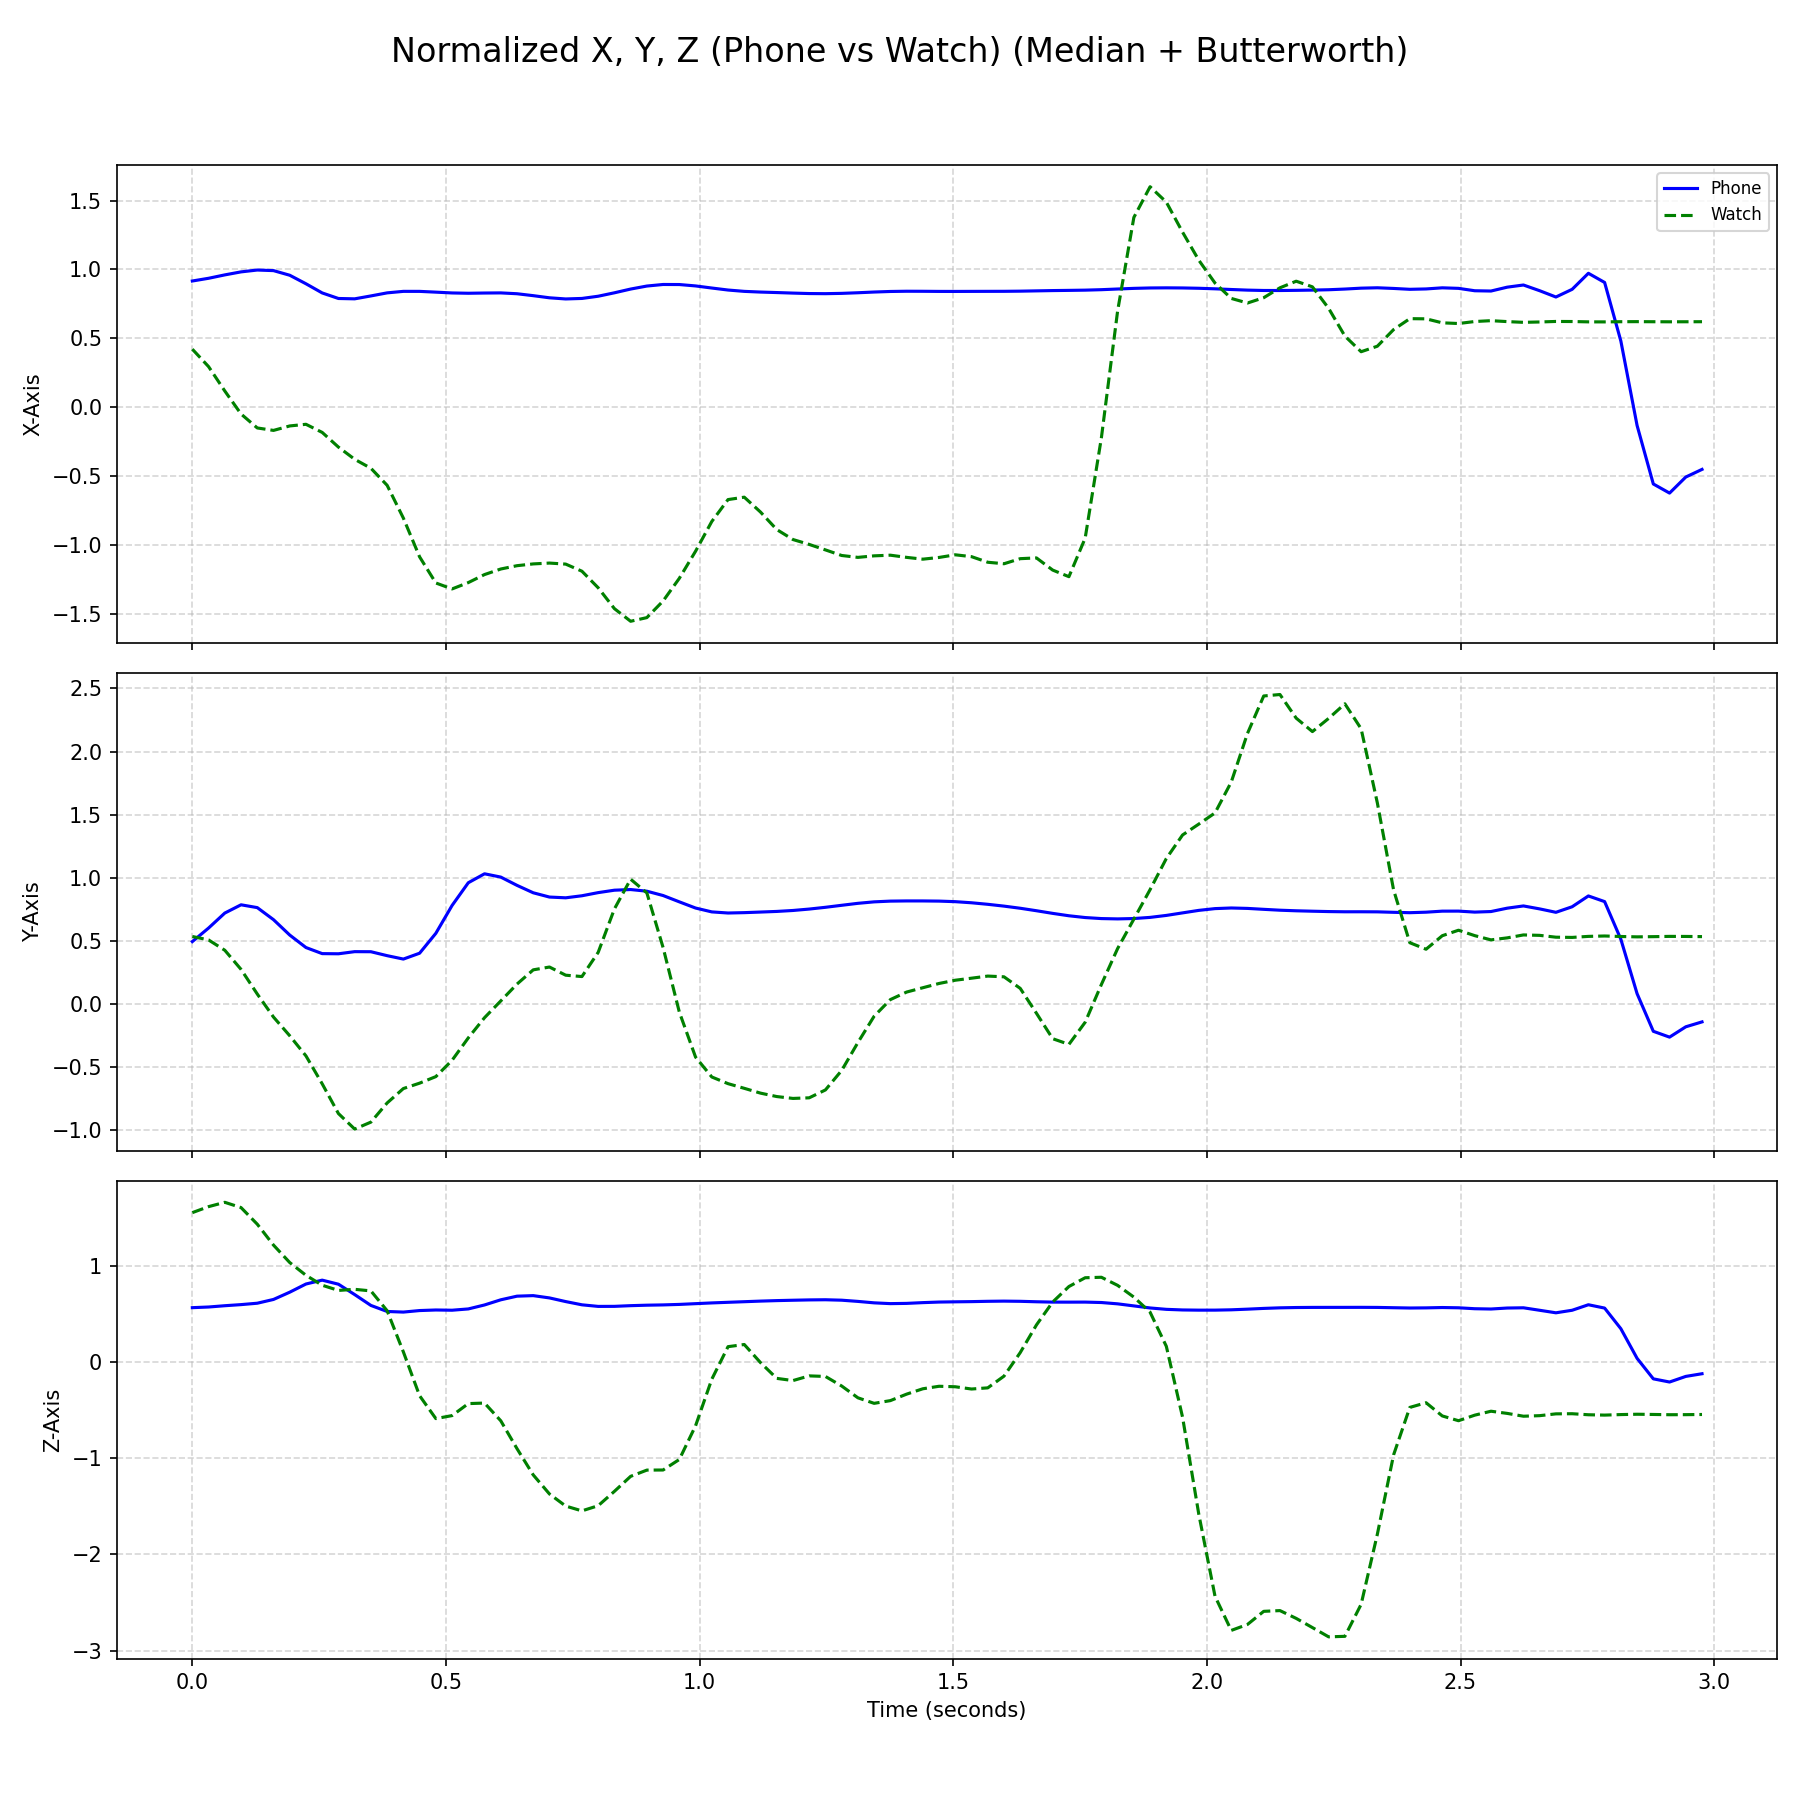 Normalized X, Y, Z (Phone vs Watch) (Median + Butterworth)
Phone
Watch
1.5
1.0
0.5
0.0
−0.5
−1.0
−1.5
X-Axis
2.5
2.0
1.5
1.0
0.5
0.0
−0.5
−1.0
Y-Axis
1
0
−1
−2
−3
Z-Axis
0.0 0.5 1.0 1.5 2.0 2.5 3.0
Time (seconds)